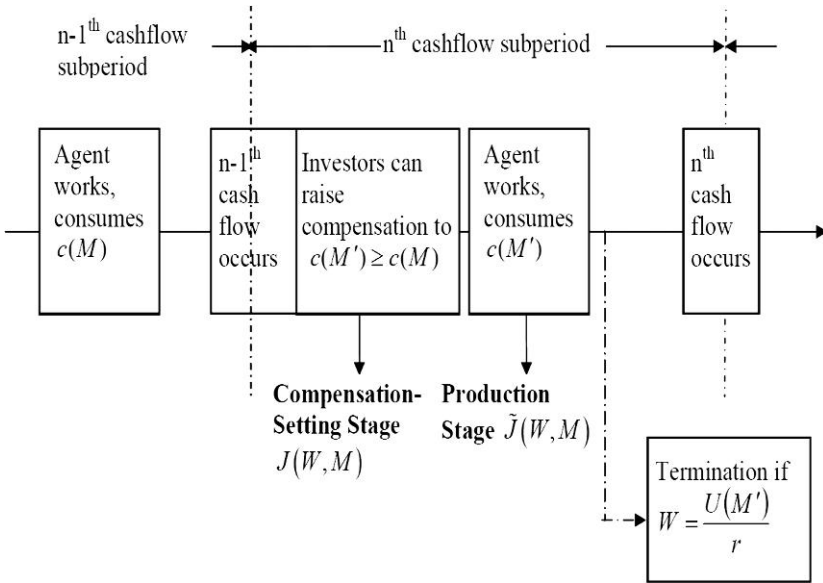 n-1th cashflow
subperiod
nth cashflow subperiod
Agent
works,
consumes
c(M)
n-1th
cash
flow
occurs
Investors can
raise
compensation to
c(M′) ≥ c(M)
Agent
works,
consumes
c(M′)
nth
cash
flow
occurs
Compensation-
Setting Stage
J(W,M)
Production
Stage J̃(W,M)
Termination if
W = U(M′)
r